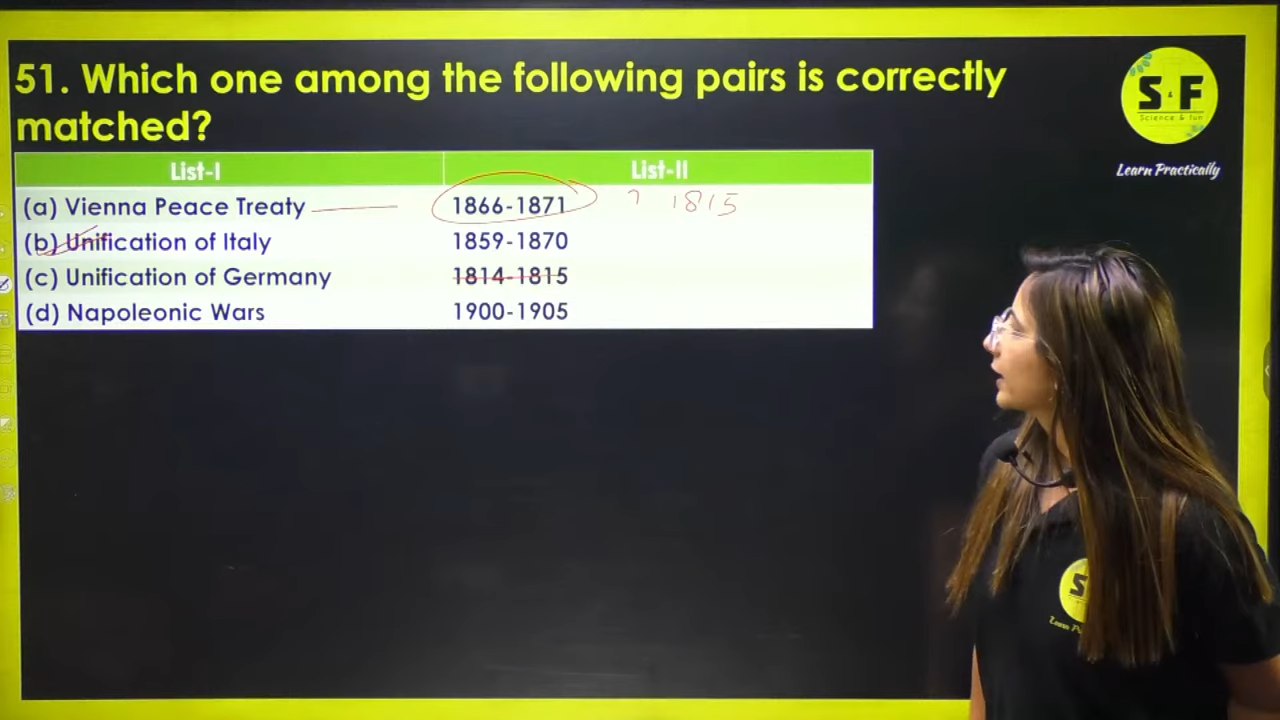 51. Which one among the following pairs is correctly
matched?
S&F
Science & fun
Learn Practically
List-I List-II
(a) Vienna Peace Treaty 1866-1871 ? 1815
(b) Unification of Italy 1859-1870
(c) Unification of Germany 1814-1815
(d) Napoleonic Wars 1900-1905
S
Learn